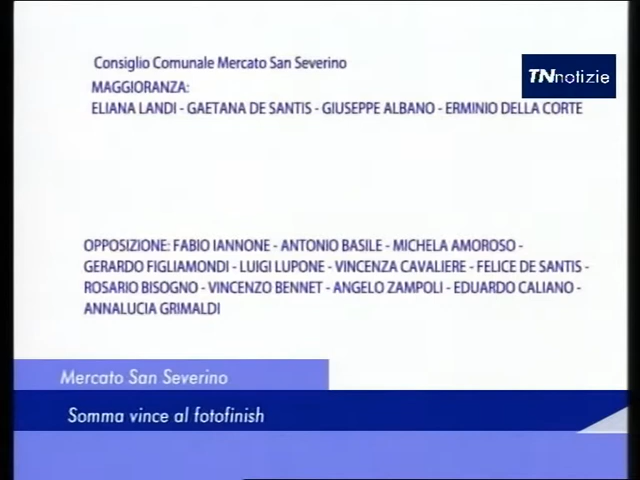 Consiglio Comunale Mercato San Severino
TNnotizie
MAGGIORANZA:
ELIANA LANDI - GAETANA DE SANTIS - GIUSEPPE ALBANO - ERMINIO DELLA CORTE
OPPOSIZIONE: FABIO IANNONE - ANTONIO BASILE - MICHELA AMOROSO -
GERARDO FIGLIAMONDI - LUIGI LUPONE - VINCENZA CAVALIERE - FELICE DE SANTIS -
ROSARIO BISOGNO - VINCENZO BENNET - ANGELO ZAMPOLI - EDUARDO CALIANO -
ANNALUCIA GRIMALDI
Mercato San Severino
Somma vince al fotofinish